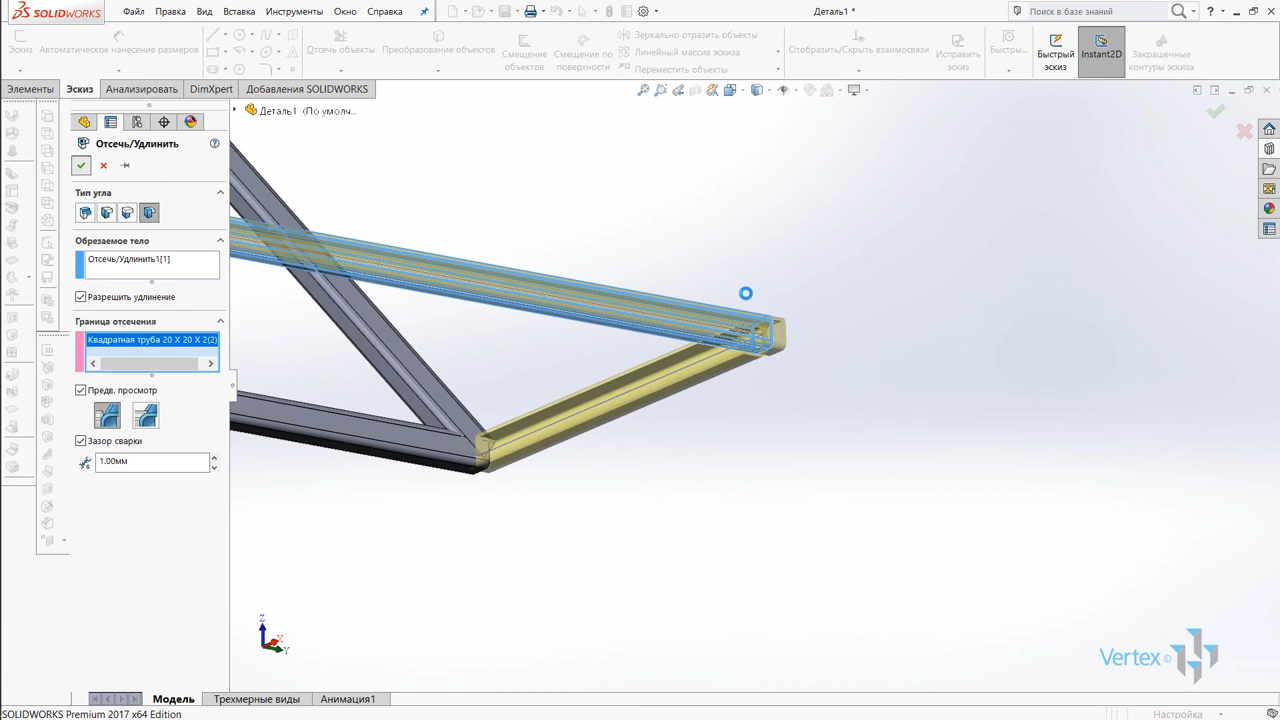 SOLIDWORKS
Файл
Правка
Вид
Вставка
Инструменты
Окно
Справка
Деталь1 *
Поиск в базе знаний
Эскиз
Автоматическое нанесение размеров
Отсечь объекты
Преобразование объектов
Смещение объектов
Смещение по поверхности
Зеркально отразить объекты
Линейный массив эскиза
Переместить объекты
Отобразить/Скрыть взаимосвязи
Исправить эскиз
Быстры...
Быстрый эскиз
Instant2D
Закрашенные контуры эскиза
Элементы
Эскиз
Анализировать
DimXpert
Добавления SOLIDWORKS
Деталь1 (По умолч...
Отсечь/Удлинить
Тип угла
Обрезаемое тело
Отсечь/Удлинить1[1]
Разрешить удлинение
Граница отсечения
Квадратная труба 20 X 20 X 2(2)
Предв. просмотр
Зазор сварки
1.00мм
Z
X
Y
Vertex ©
Модель
Трехмерные виды
Анимация1
SOLIDWORKS Premium 2017 x64 Edition
Настройка